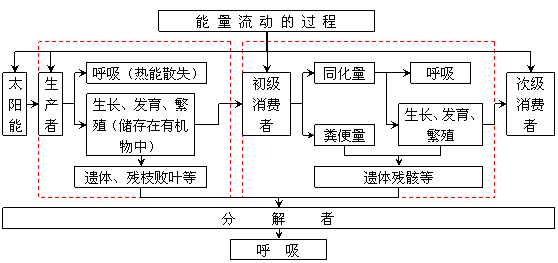 能量流动的过程
太阳能
生产者
呼吸（热能散失）
生长、发育、繁
殖（储存在有机
物中）
遗体、残枝败叶等
初级
消费
者
同化量
呼吸
粪便量
生长、发育、
繁殖
遗体残骸等
次级
消费
者
分解者
呼吸